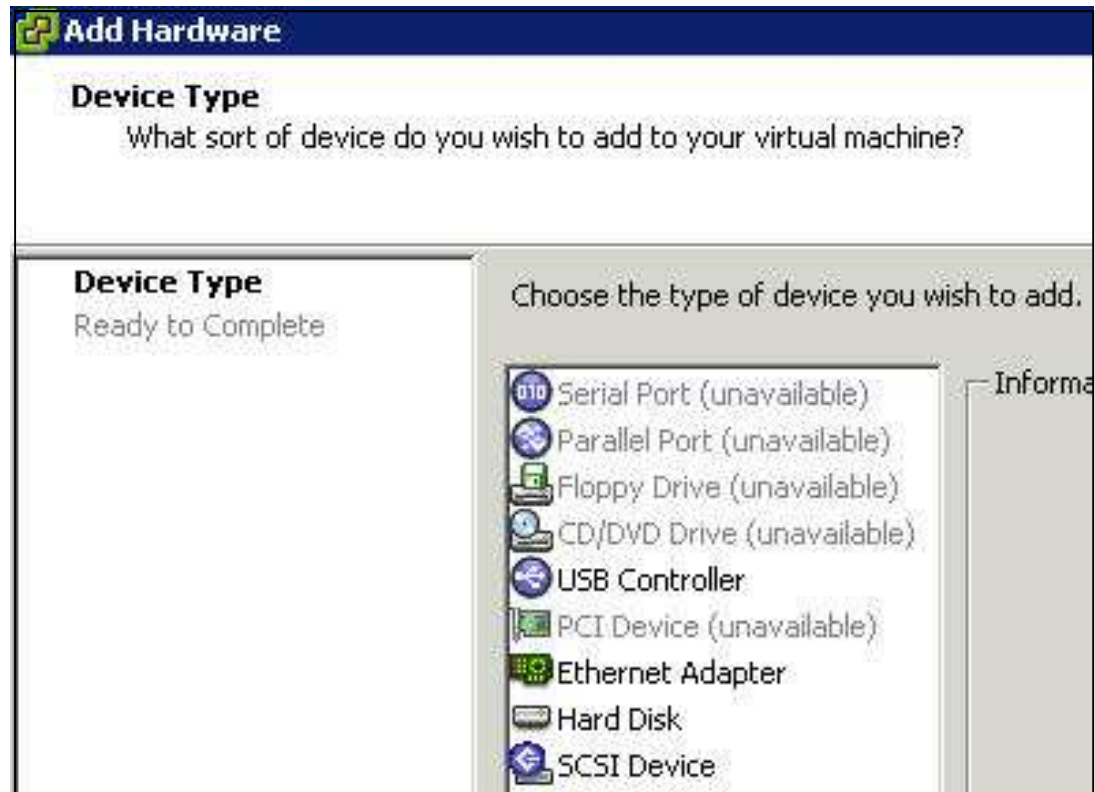 Add Hardware
Device Type
What sort of device do you wish to add to your virtual machine?
Device Type
Ready to Complete
Choose the type of device you wish to add.
Informa
010 Serial Port (unavailable)
Parallel Port (unavailable)
Floppy Drive (unavailable)
CD/DVD Drive (unavailable)
USB Controller
PCI Device (unavailable)
Ethernet Adapter
Hard Disk
SCSI Device